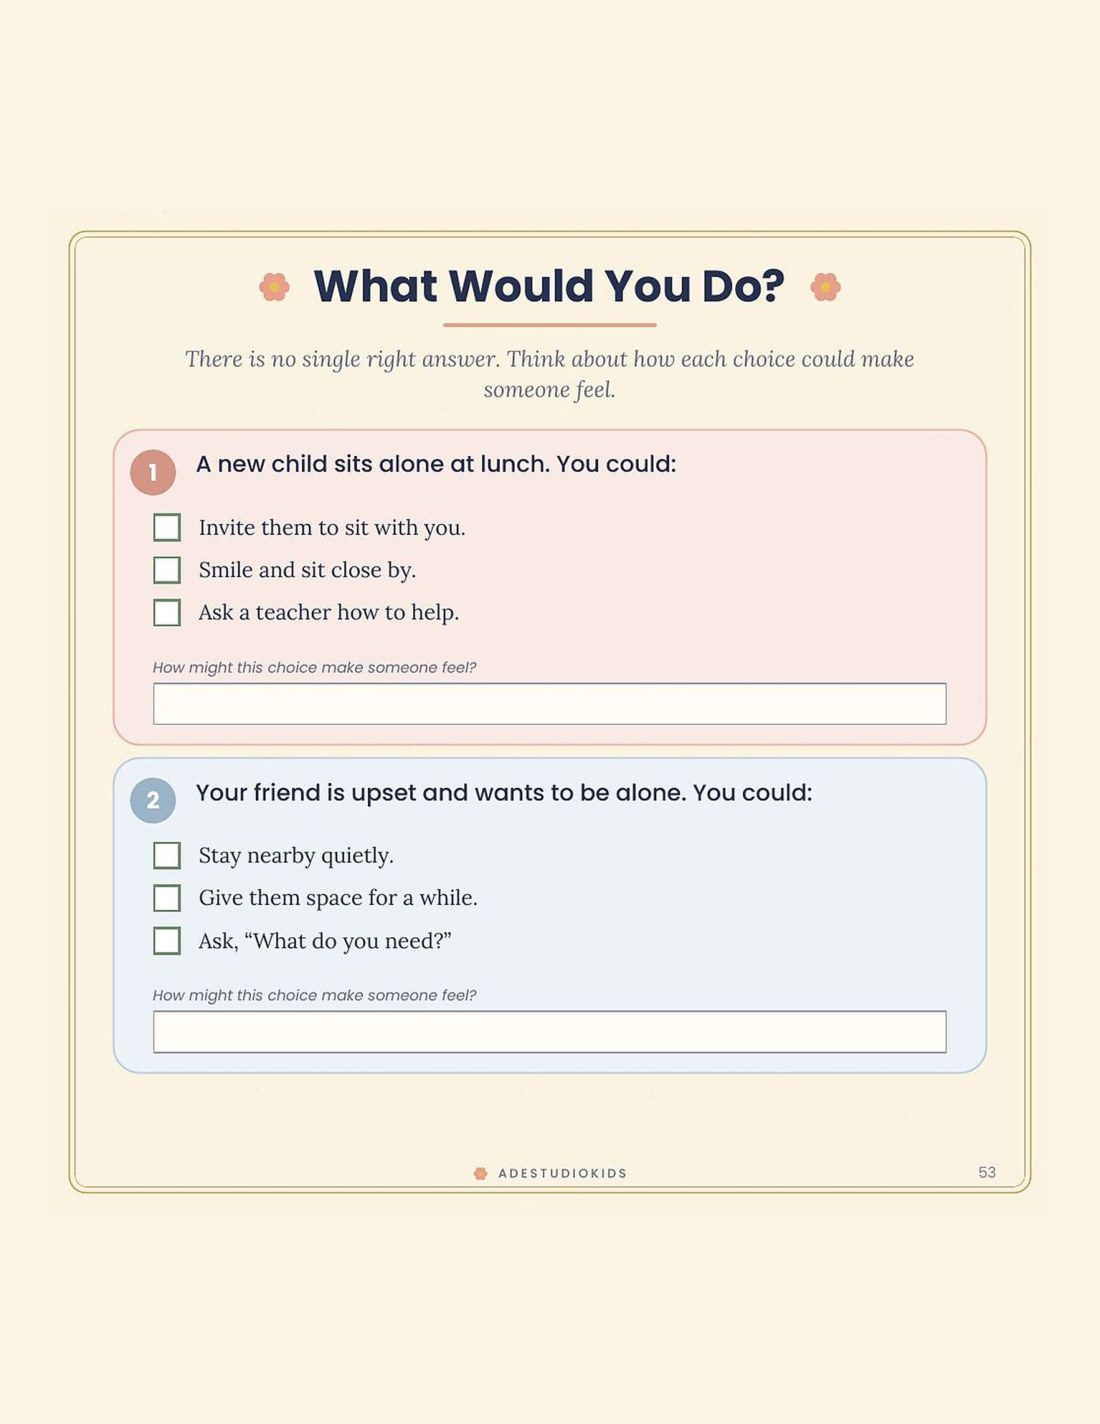 What Would You Do?
There is no single right answer. Think about how each choice could make
someone feel.
1
A new child sits alone at lunch. You could:
Invite them to sit with you.
Smile and sit close by.
Ask a teacher how to help.
How might this choice make someone feel?
2
Your friend is upset and wants to be alone. You could:
Stay nearby quietly.
Give them space for a while.
Ask, “What do you need?”
How might this choice make someone feel?
ADESTUDIOKIDS
53